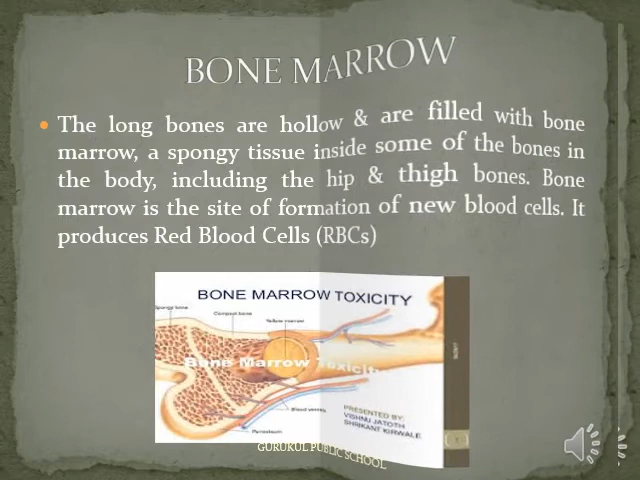 BONE MARROW
The long bones are hollow & are filled with bone
marrow, a spongy tissue inside some of the bones in
the body, including the hip & thigh bones. Bone
marrow is the site of formation of new blood cells. It
produces Red Blood Cells (RBCs)
BONE MARROW TOXICITY
Spongy bone
Compact bone
Yellow marrow
Bone Marrow Toxicity
Blood vessels
Periosteum
PRESENTED BY:
VISHNU JATOTH
SHRIKANT KIRWALE
1
GURUKUL PUBLIC SCHOOL